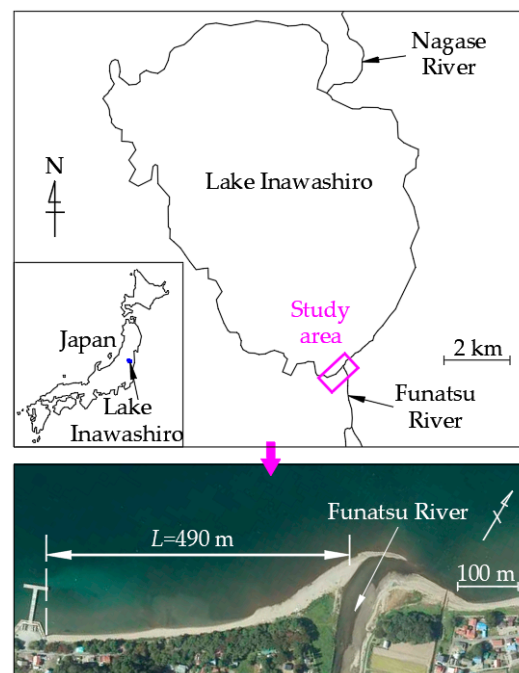 Nagase
River
N
Lake Inawashiro
Study
area
Japan
2 km
Lake
Inawashiro
Funatsu
River
Funatsu River
L=490 m
100 m